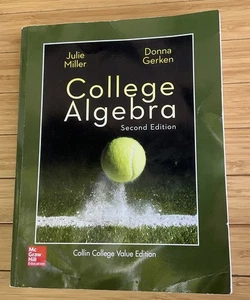 Julie Miller
Donna Gerken
College
Algebra
Second Edition
Mc
Graw
Hill
Education
Collin College Value Edition